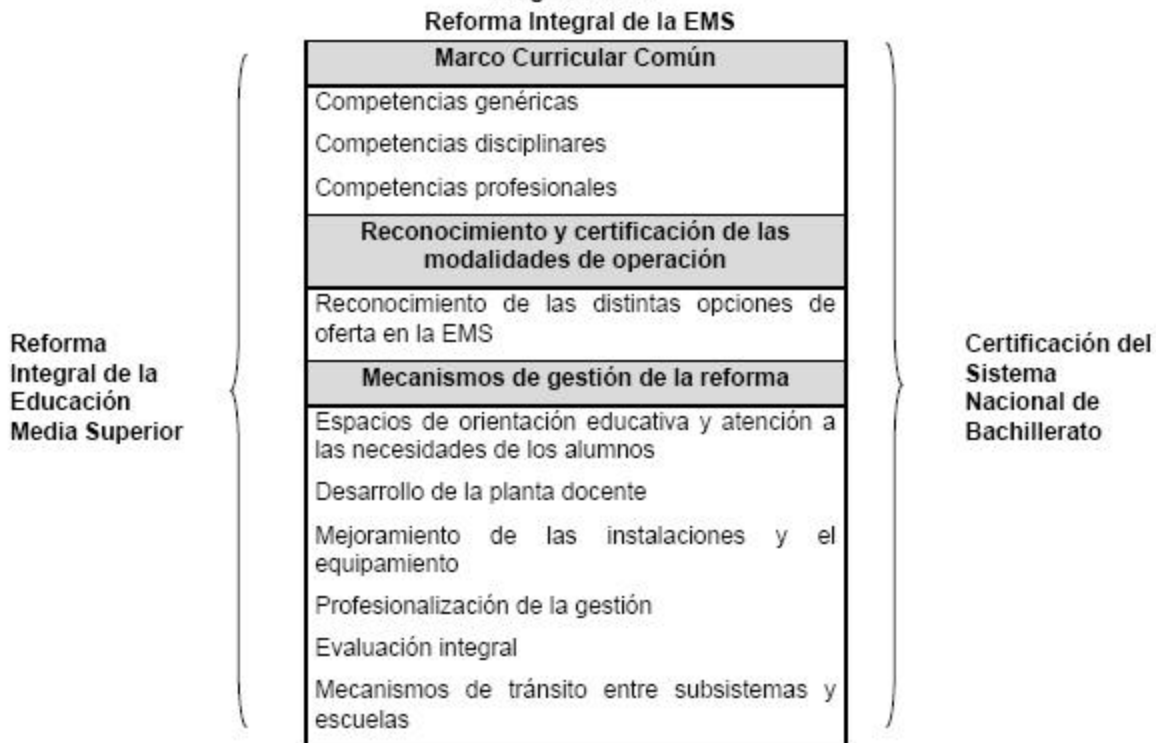 Reforma Integral de la EMS
Marco Curricular Común
Competencias genéricas
Competencias disciplinares
Competencias profesionales
Reconocimiento y certificación de las
modalidades de operación
Reconocimiento de las distintas opciones de
oferta en la EMS
Mecanismos de gestión de la reforma
Espacios de orientación educativa y atención a
las necesidades de los alumnos
Desarrollo de la planta docente
Mejoramiento de las instalaciones y el
equipamiento
Profesionalización de la gestión
Evaluación integral
Mecanismos de tránsito entre subsistemas y
escuelas
Reforma
Integral de la
Educación
Media Superior
Certificación del
Sistema
Nacional de
Bachillerato